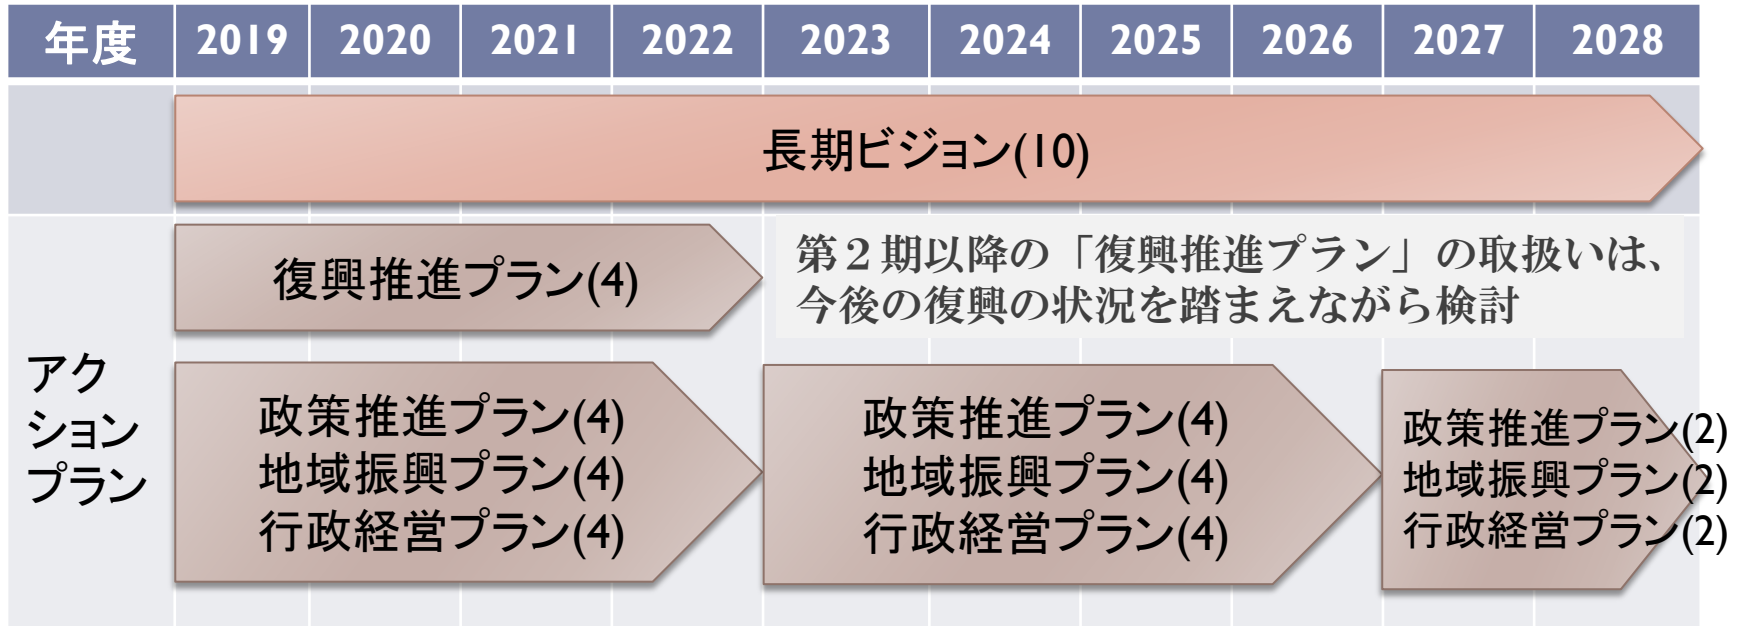 年度 2019 2020 2021 2022 2023 2024 2025 2026 2027 2028
長期ビジョン(10)
アク
ション
プラン
復興推進プラン(4)
第２期以降の「復興推進プラン」の取扱いは、
今後の復興の状況を踏まえながら検討
政策推進プラン(4)
地域振興プラン(4)
行政経営プラン(4)
政策推進プラン(4)
地域振興プラン(4)
行政経営プラン(4)
政策推進プラン(2)
地域振興プラン(2)
行政経営プラン(2)